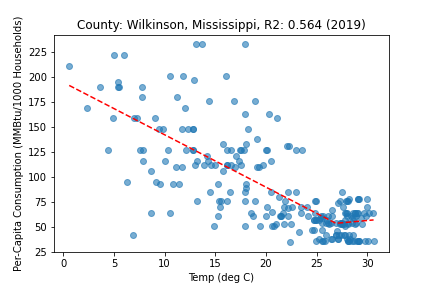 County: Wilkinson, Mississippi, R2: 0.564 (2019)
Per-Capita Consumption (MMBtu/1000 Households)
225
200
175
150
125
100
75
50
25
0 5 10 15 20 25 30
Temp (deg C)